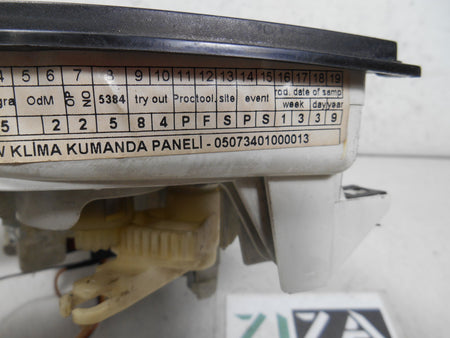 4 5 6 7 8 9 10 11 12 13 14 15 16 17 18 19
gra OdM OP NO 5384 try out Proctool. site event rod. date of samp
week day/year
5 2 2 5 8 4 P F S P S 1 3 3 9
W KLİMA KUMANDA PANELİ - 05073401000013
ZIZA